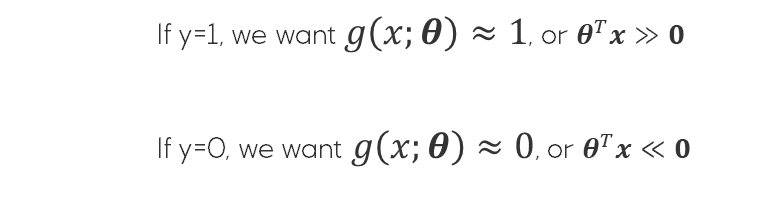 If y=1, we want g(x; θ) ≈ 1, or θᵀx ≫ 0
If y=0, we want g(x; θ) ≈ 0, or θᵀx ≪ 0